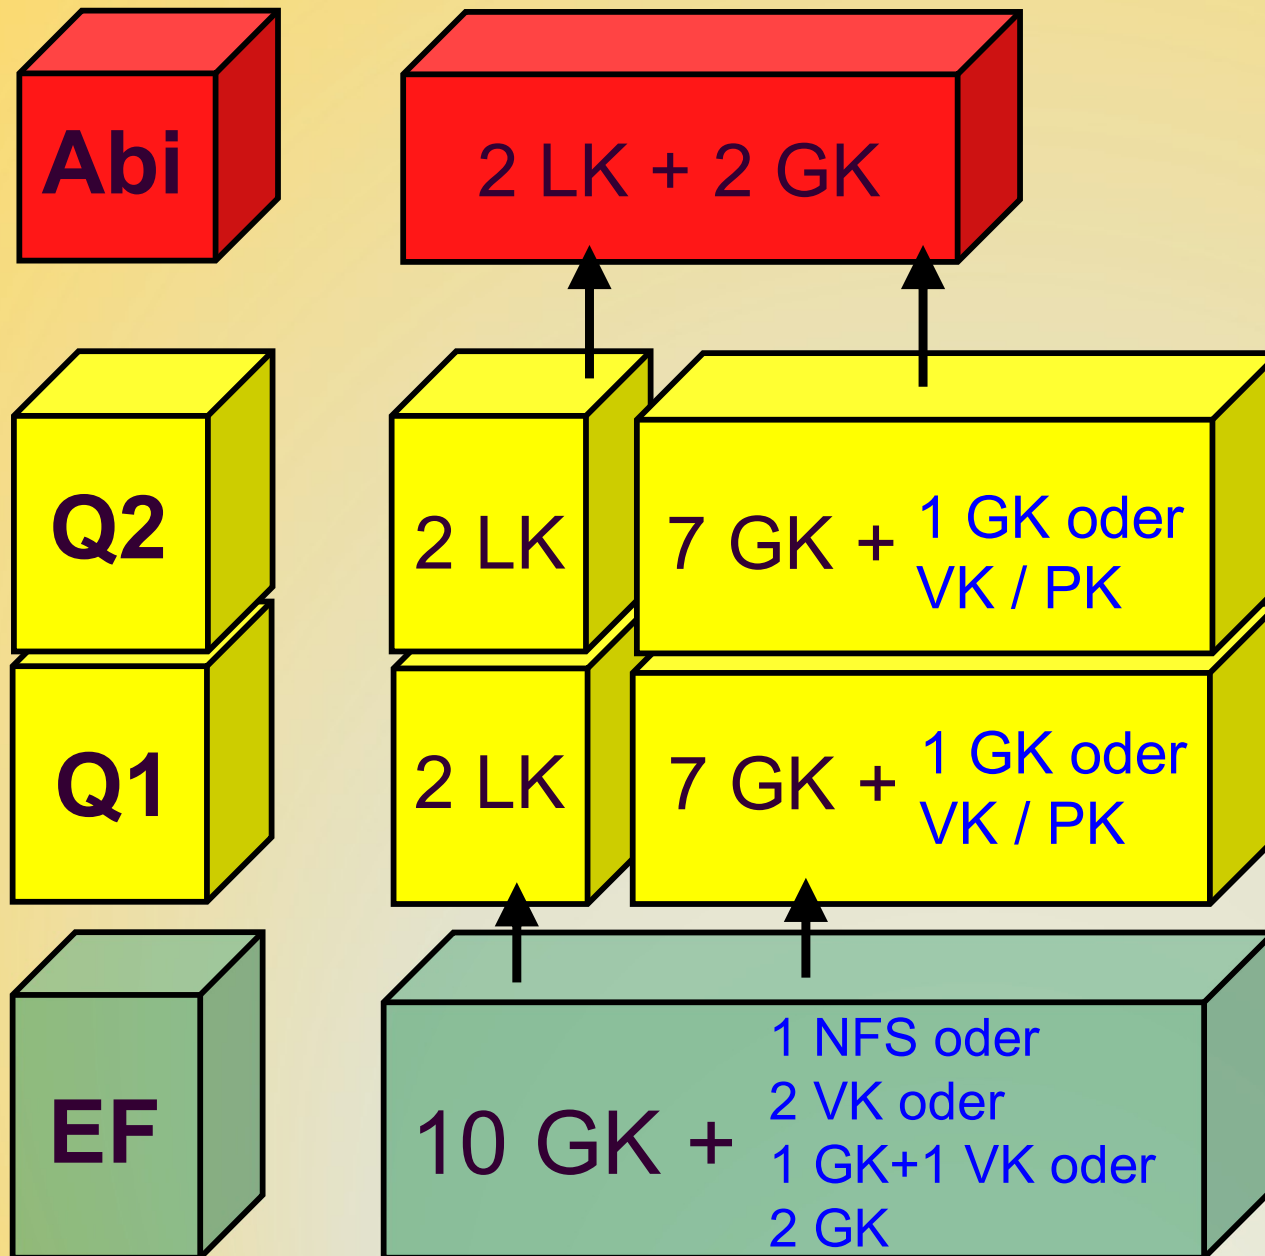 Abi
2 LK + 2 GK
Q2
2 LK
7 GK + 1 GK oder
VK / PK
Q1
2 LK
7 GK + 1 GK oder
VK / PK
EF
10 GK +
1 NFS oder
2 VK oder
1 GK+1 VK oder
2 GK